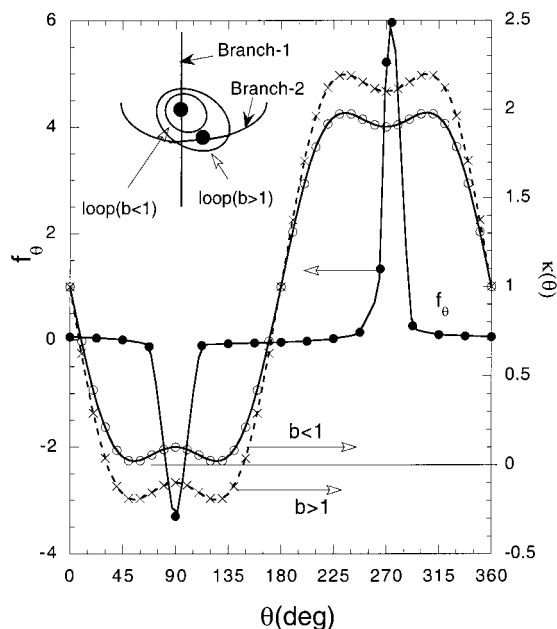 6
4
2
0
-2
-4
f_θ
Branch-1
Branch-2
loop(b<1)
loop(b>1)
f_θ
b<1
b>1
2.5
2
1.5
1
0.5
0
-0.5
κ(θ)
0 45 90 135 180 225 270 315 360
θ(deg)